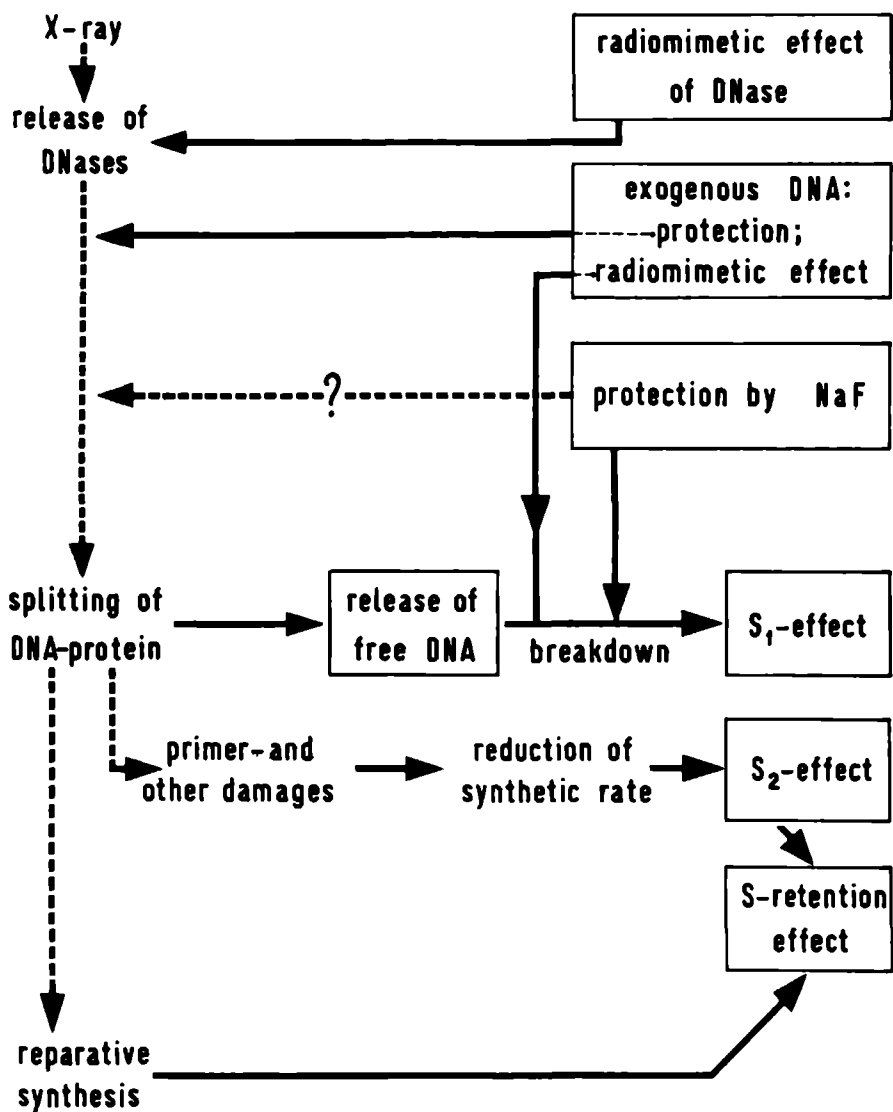 X-ray
release of
DNases
radiomimetic effect
of DNase
exogenous DNA:
protection;
radiomimetic effect
?
protection by NaF
splitting of
DNA-protein
release of
free DNA
breakdown
S₁-effect
primer-and
other damages
reduction of
synthetic rate
S₂-effect
S-retention
effect
reparative
synthesis